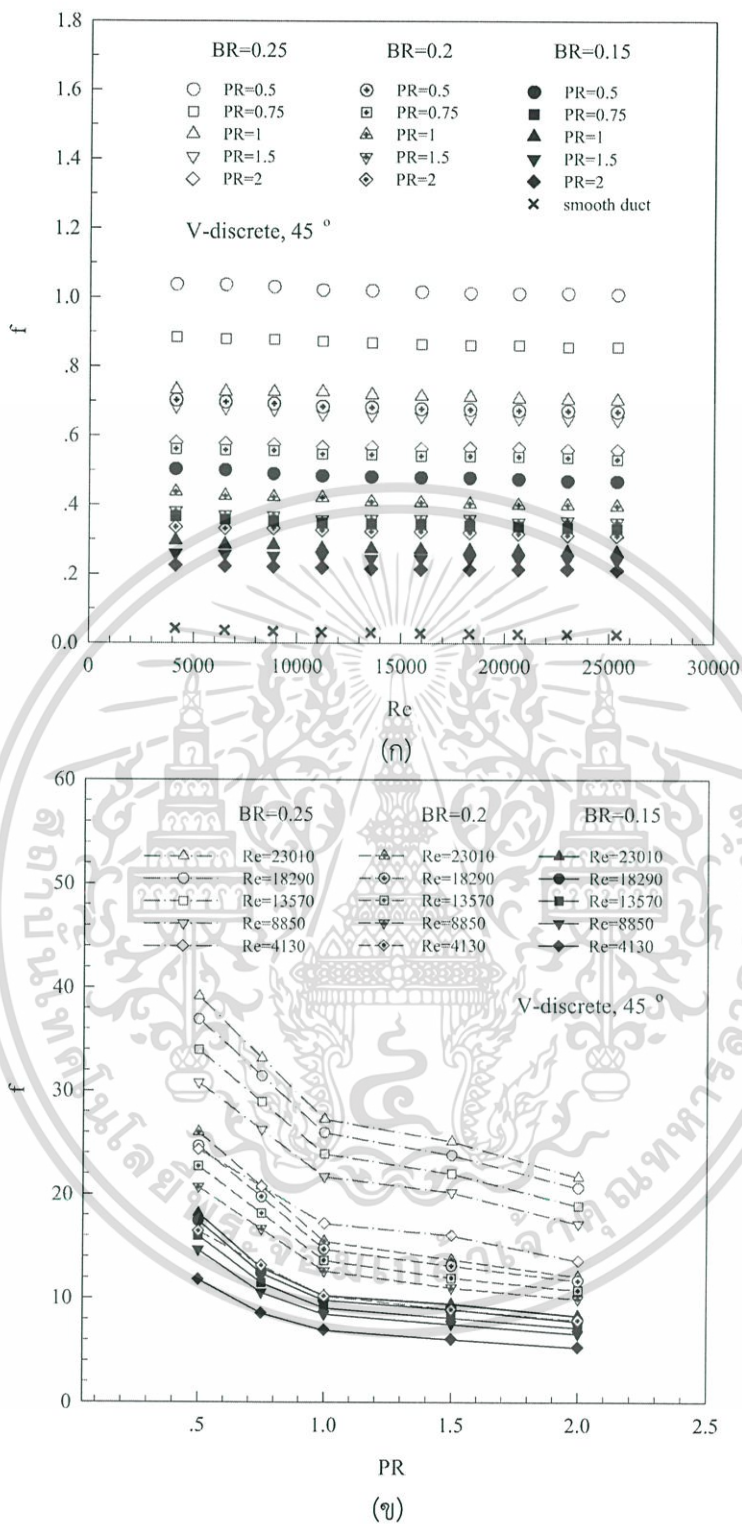 1.8
1.6
1.4
1.2
1.0
.8
.6
.4
.2
0.0
f
BR=0.25 BR=0.2 BR=0.15
PR=0.5 PR=0.5 PR=0.5
PR=0.75 PR=0.75 PR=0.75
PR=1 PR=1 PR=1
PR=1.5 PR=1.5 PR=1.5
PR=2 PR=2 PR=2
smooth duct
V-discrete, 45 °
0 5000 10000 15000 20000 25000 30000
Re
(ก)
60
50
40
30
20
10
0
f
BR=0.25 BR=0.2 BR=0.15
Re=23010 Re=23010 Re=23010
Re=18290 Re=18290 Re=18290
Re=13570 Re=13570 Re=13570
Re=8850 Re=8850 Re=8850
Re=4130 Re=4130 Re=4130
V-discrete, 45 °
.5 1.0 1.5 2.0 2.5
PR
(ข)